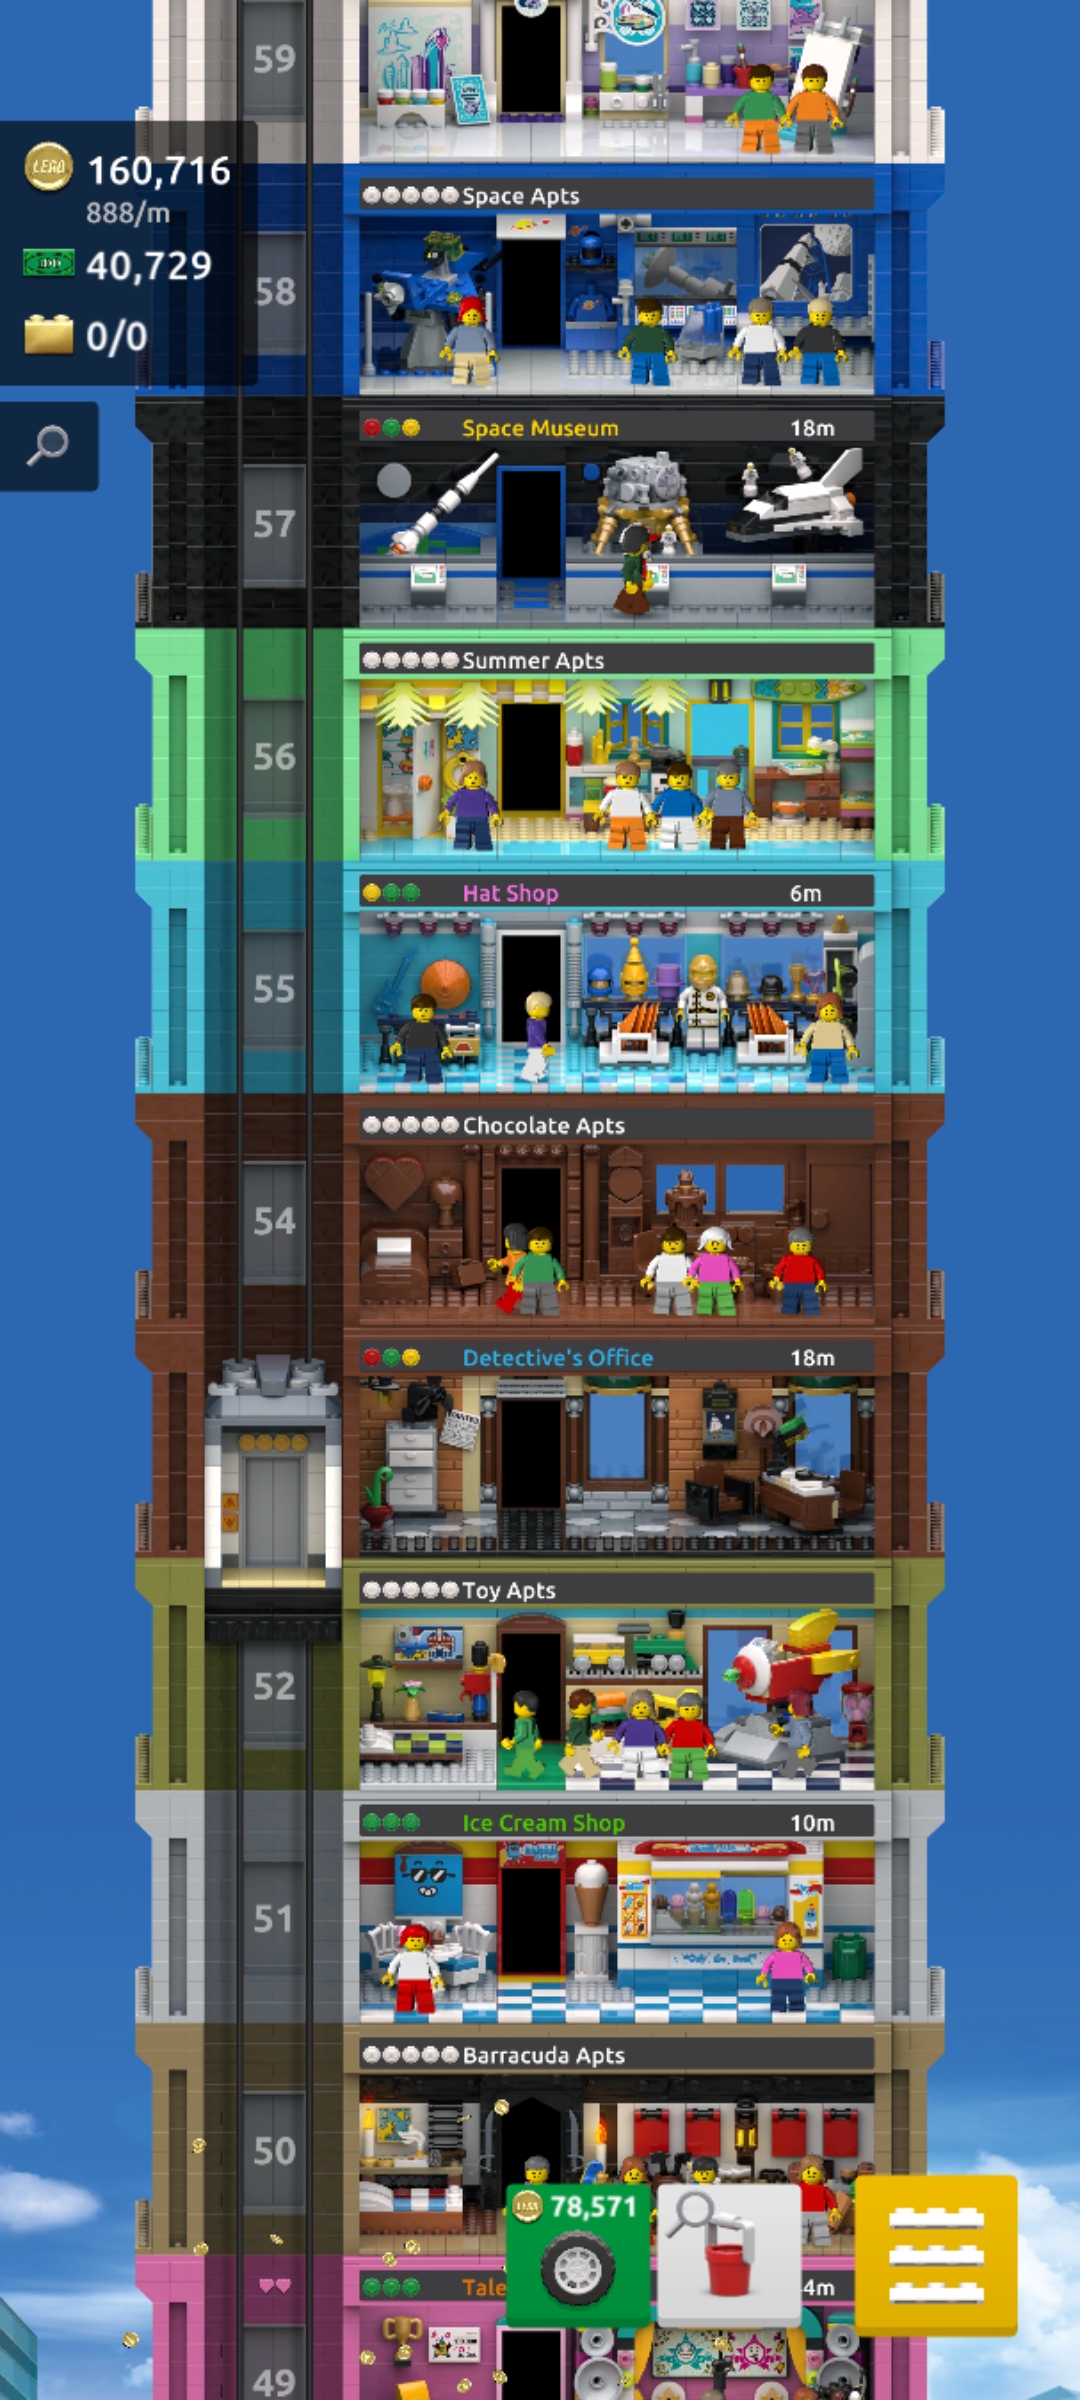 59
LEGO
160,716
888/m
40,729
0/0
Space Apts
58
Space Museum 18m
57
Summer Apts
56
Hat Shop 6m
55
Chocolate Apts
54
Detective's Office 18m
Toy Apts
52
Ice Cream Shop 10m
51
Barracuda Apts
50
78,571
Tale
4m
49